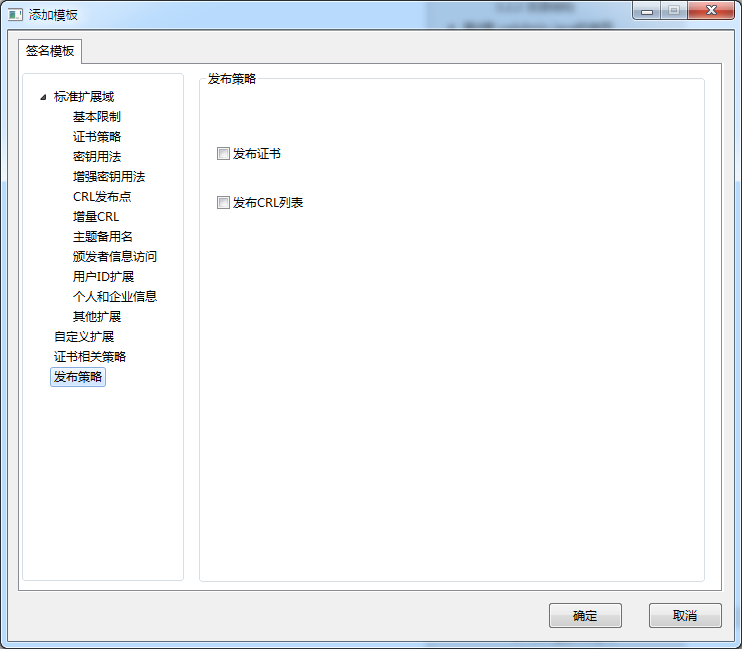 添加模板
签名模板
标准扩展域
基本限制
证书策略
密钥用法
增强密钥用法
CRL发布点
增量CRL
主题备用名
颁发者信息访问
用户ID扩展
个人和企业信息
其他扩展
自定义扩展
证书相关策略
发布策略
发布策略
发布证书
发布CRL列表
确定
取消